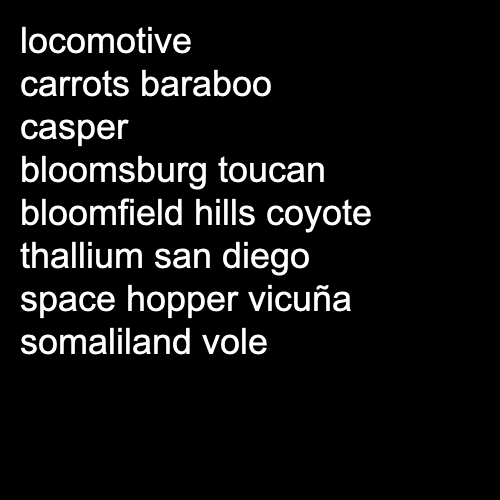 locomotive
carrots baraboo
casper
bloomsburg toucan
bloomfield hills coyote
thallium san diego
space hopper vicuña
somaliland vole